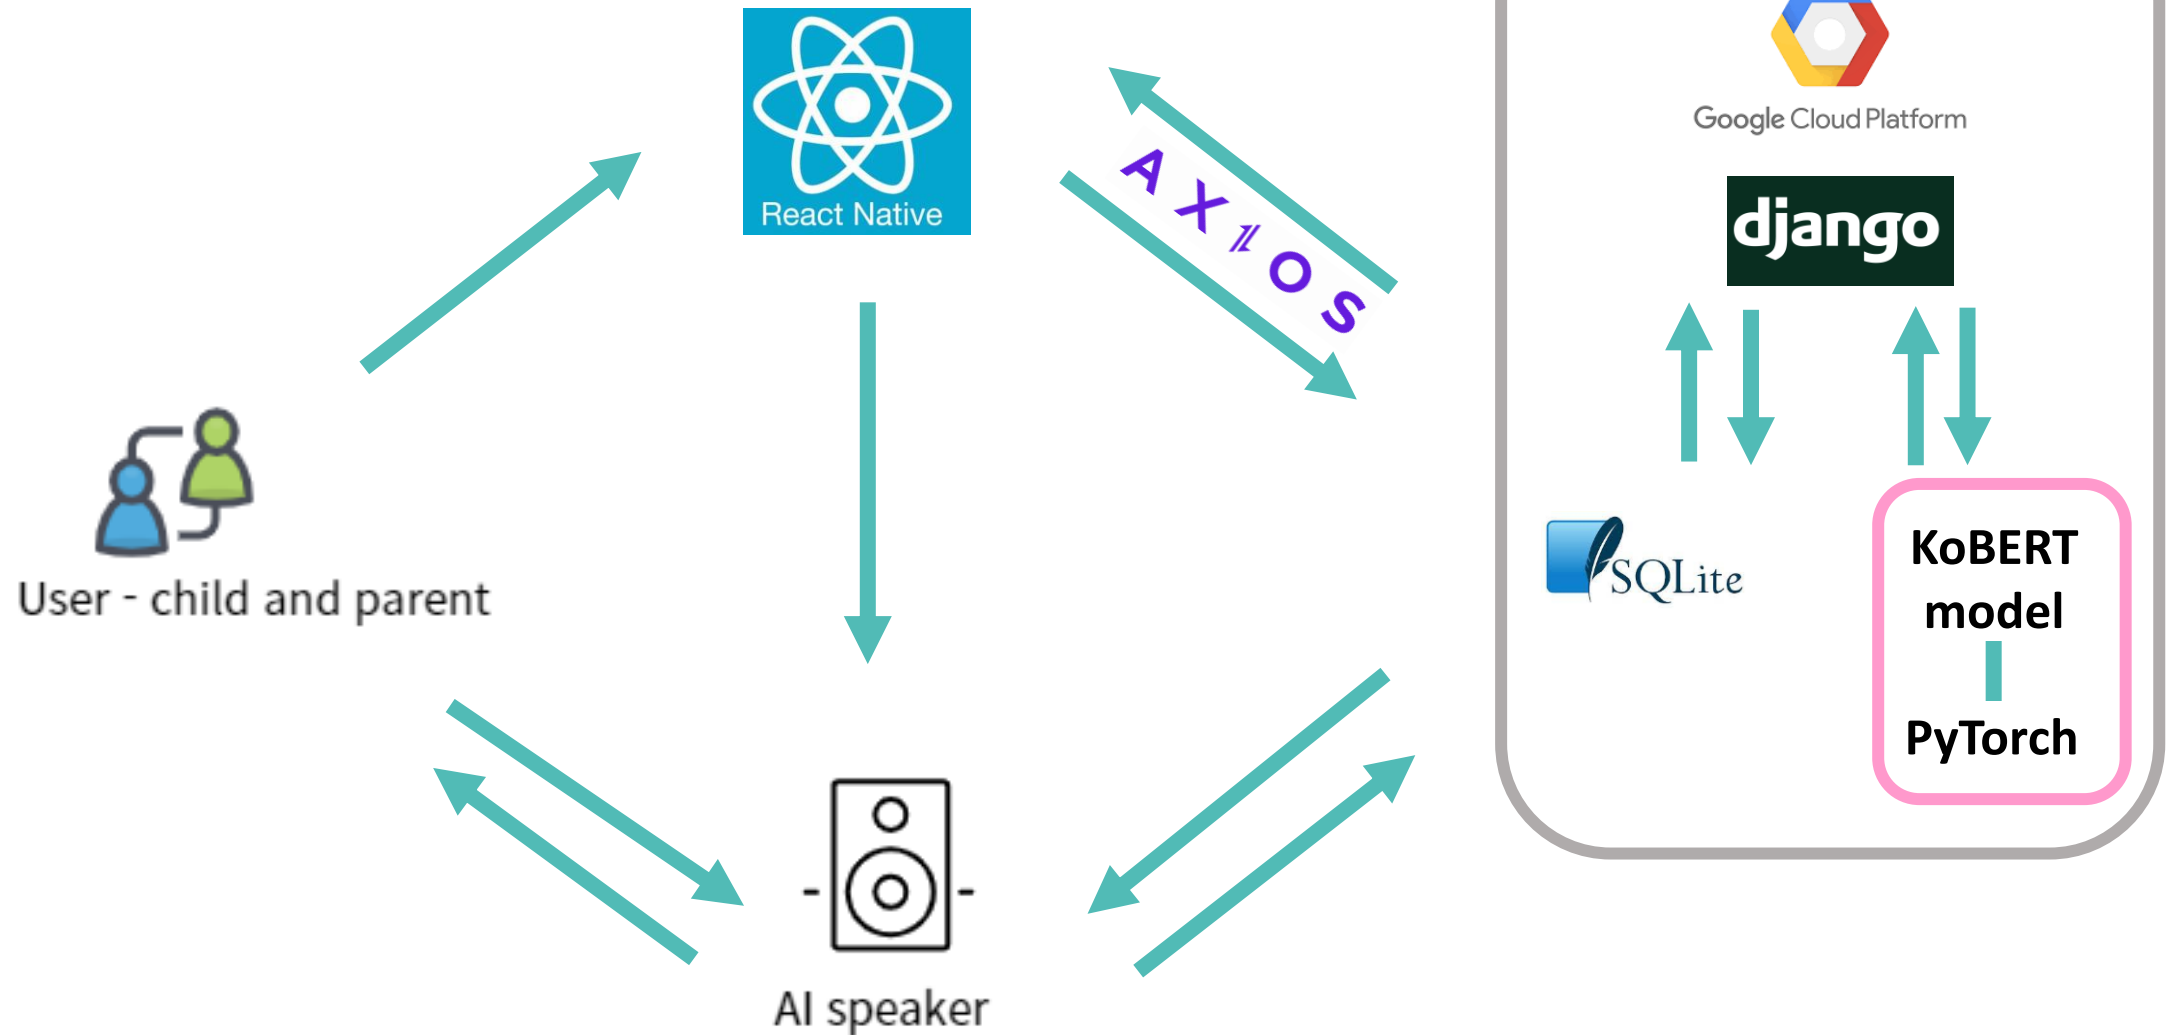 React Native
AXIOS
Google Cloud Platform
django
User - child and parent
SQLite
KoBERT
model
PyTorch
AI speaker